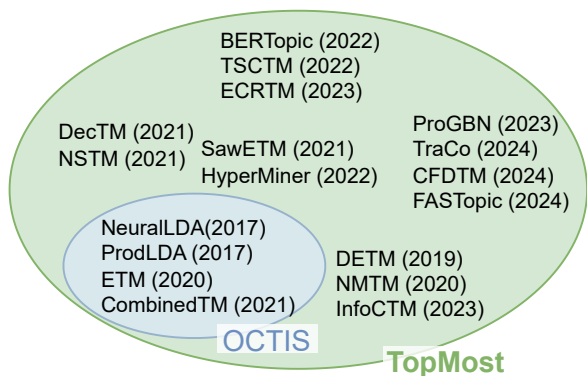 BERTopic (2022)
TSCTM (2022)
ECRTM (2023)
DecTM (2021)
NSTM (2021)
SawETM (2021)
HyperMiner (2022)
ProGBN (2023)
TraCo (2024)
CFDTM (2024)
FASTopic (2024)
NeuralLDA(2017)
ProdLDA (2017)
ETM (2020)
CombinedTM (2021)
DETM (2019)
NMTM (2020)
InfoCTM (2023)
OCTIS
TopMost